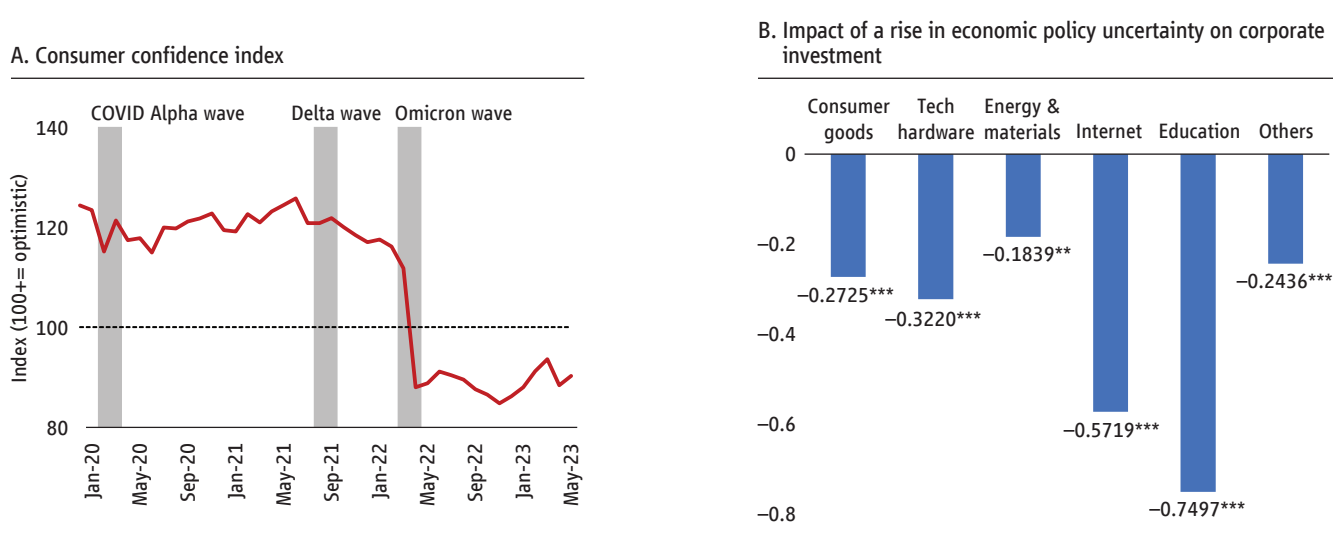 A. Consumer confidence index
COVID Alpha wave
Delta wave
Omicron wave
Index (100+= optimistic)
140
120
100
80
Jan-20
May-20
Sep-20
Jan-21
May-21
Sep-21
Jan-22
May-22
Sep-22
Jan-23
May-23
B. Impact of a rise in economic policy uncertainty on corporate
investment
Consumer
goods
Tech
hardware
Energy &
materials
Internet
Education
Others
0
–0.2
–0.4
–0.6
–0.8
–0.2725***
–0.3220***
–0.1839**
–0.5719***
–0.7497***
–0.2436***